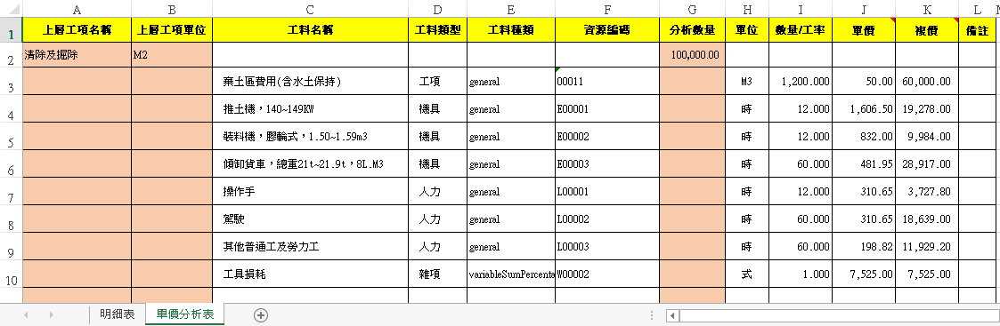 A B C D E F G H I J K L
1 上層工項名稱 上層工項單位 工料名稱 工料類型 工料種類 資源編碼 分析數量 單位 數量/工率 單價 複價 備註
2 清除及掘除 M2 100,000.00
3 棄土區費用(含水土保持) 工項 general 00011 M3 1,200.000 50.00 60,000.00
4 推土機，140~149KW 機具 general E00001 時 12.000 1,606.50 19,278.00
5 裝料機，膠輪式，1.50~1.59m3 機具 general E00002 時 12.000 832.00 9,984.00
6 傾卸貨車，總重21t~21.9t，8L.M3 機具 general E00003 時 60.000 481.95 28,917.00
7 操作手 人力 general L00001 時 12.000 310.65 3,727.80
8 駕駛 人力 general L00002 時 60.000 310.65 18,639.00
9 其他普通工及勞力工 人力 general L00003 時 60.000 198.82 11,929.20
10 工具損耗 雜項 variableSumPercenta W00002 式 1.000 7,525.00 7,525.00
明細表 單價分析表